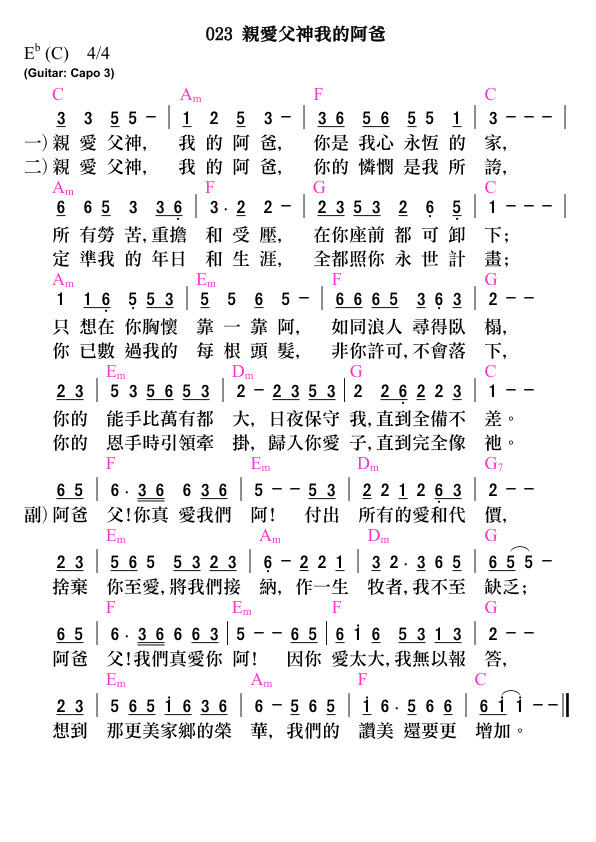 023 親愛父神我的阿爸
E♭ (C) 4/4
(Guitar: Capo 3)
C Am F C
3 3 5 5 - | 1 2 5 3 - | 3 6 5 6 5 5 1 | 3 - - - |
一)親 愛 父神, 我 的 阿 爸, 你是 我心 永恆 的 家,
二)親 愛 父神, 我 的 阿 爸, 你的 憐憫 是我 所 誇,
Am F G C
6 6 5 3 3 6 | 3 · 2 2 - | 2 3 5 3 2 6 5 | 1 - - - |
所 有勞 苦,重擔 和 受 壓, 在你座前 都 可 卸 下;
定 準我 的 年日 和 生 涯, 全都照你 永 世 計 畫;
Am Em F G
1 1 6 5 5 3 | 5 5 6 5 - | 6 6 6 5 3 6 3 | 2 - -
只 想在 你胸懷 靠 一 靠 阿, 如同浪人 尋得臥 榻,
你 已數 過我的 每 根 頭 髮, 非你許可,不會落 下,
Em Dm G C
2 3 | 5 3 5 6 5 3 | 2 - 2 3 5 3 | 2 2 6 2 2 3 | 1 - -
你的 能手比萬有都 大, 日夜保守 我,直到全備不 差。
你的 恩手時引領牽 掛, 歸入你愛 子,直到完全像 祂。
F Em Dm G7
6 5 | 6 · 3 6 6 3 6 | 5 - - 5 3 | 2 2 1 2 2 6 3 | 2 - -
副)阿爸 父!你真 愛我們 阿! 付出 所有的愛和代 價,
Em Am Dm G
2 3 | 5 6 5 5 3 2 3 | 6 - 2 2 1 | 3 2 · 3 6 5 | 6 5 5 -
捨棄 你至愛,將我們接 納, 作一生 牧者,我不至 缺乏;
F Em F G
6 5 | 6 · 3 6 6 6 3 | 5 - - 6 5 | 6 1 6 5 3 1 3 | 2 - -
阿爸 父!我們真愛你 阿! 因你 愛太大,我無以報 答,
Em Am F C
2 3 | 5 6 5 1 6 3 6 | 6 - 5 6 5 | 1 6 · 5 6 6 | 6 1 1 - -
想到 那更美家鄉的榮 華, 我們的 讚美 還要更 增加。